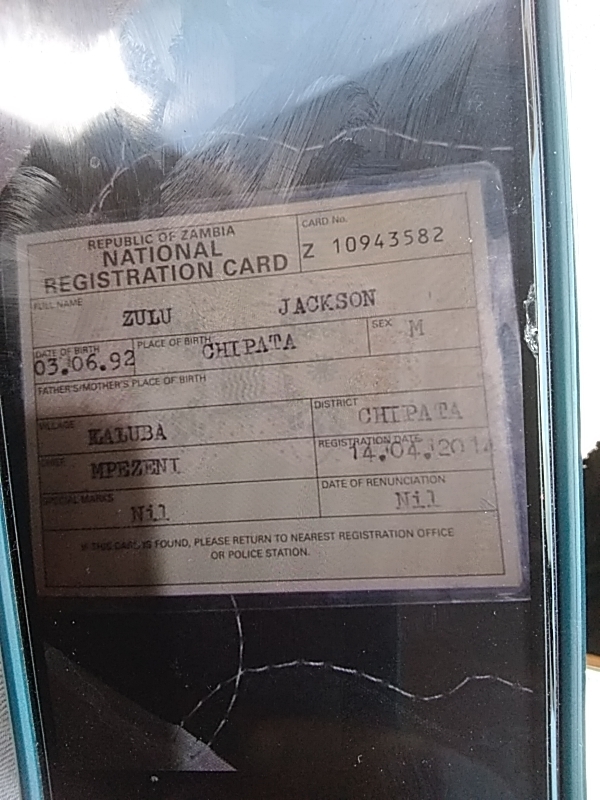 REPUBLIC OF ZAMBIA
NATIONAL
REGISTRATION CARD
CARD No.
Z 10943582
FULL NAME
ZULU JACKSON
DATE OF BIRTH
03.06.92
PLACE OF BIRTH
CHIPATA
SEX M
FATHER'S/MOTHER'S PLACE OF BIRTH
VILLAGE
KALUBA
DISTRICT
CHIPATA
CHIEF
MPEZENI
REGISTRATION DATE
14.04.2014
SPECIAL MARKS
Nil
DATE OF RENUNCIATION
Nil
IF THIS CARD IS FOUND, PLEASE RETURN TO NEAREST REGISTRATION OFFICE
OR POLICE STATION.